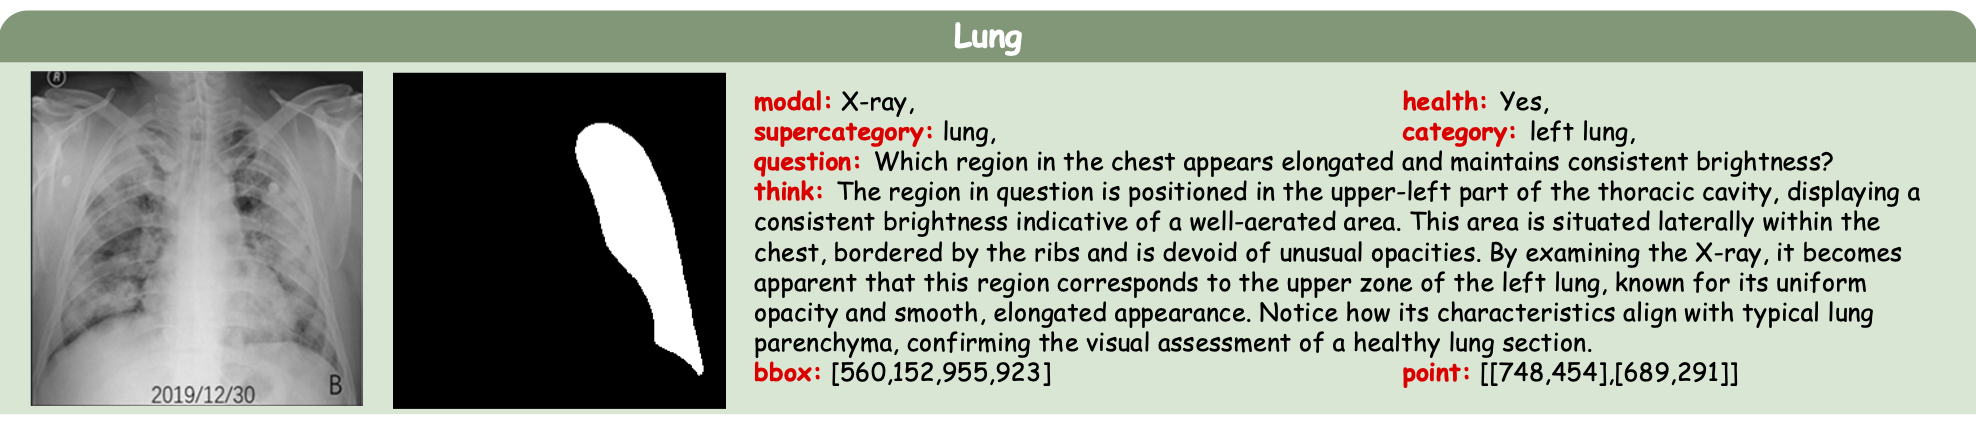 Lung
R
2019/12/30
B
modal: X-ray, health: Yes,
supercategory: lung, category: left lung,
question: Which region in the chest appears elongated and maintains consistent brightness?
think: The region in question is positioned in the upper-left part of the thoracic cavity, displaying a
consistent brightness indicative of a well-aerated area. This area is situated laterally within the
chest, bordered by the ribs and is devoid of unusual opacities. By examining the X-ray, it becomes
apparent that this region corresponds to the upper zone of the left lung, known for its uniform
opacity and smooth, elongated appearance. Notice how its characteristics align with typical lung
parenchyma, confirming the visual assessment of a healthy lung section.
bbox: [560,152,955,923] point: [[748,454],[689,291]]